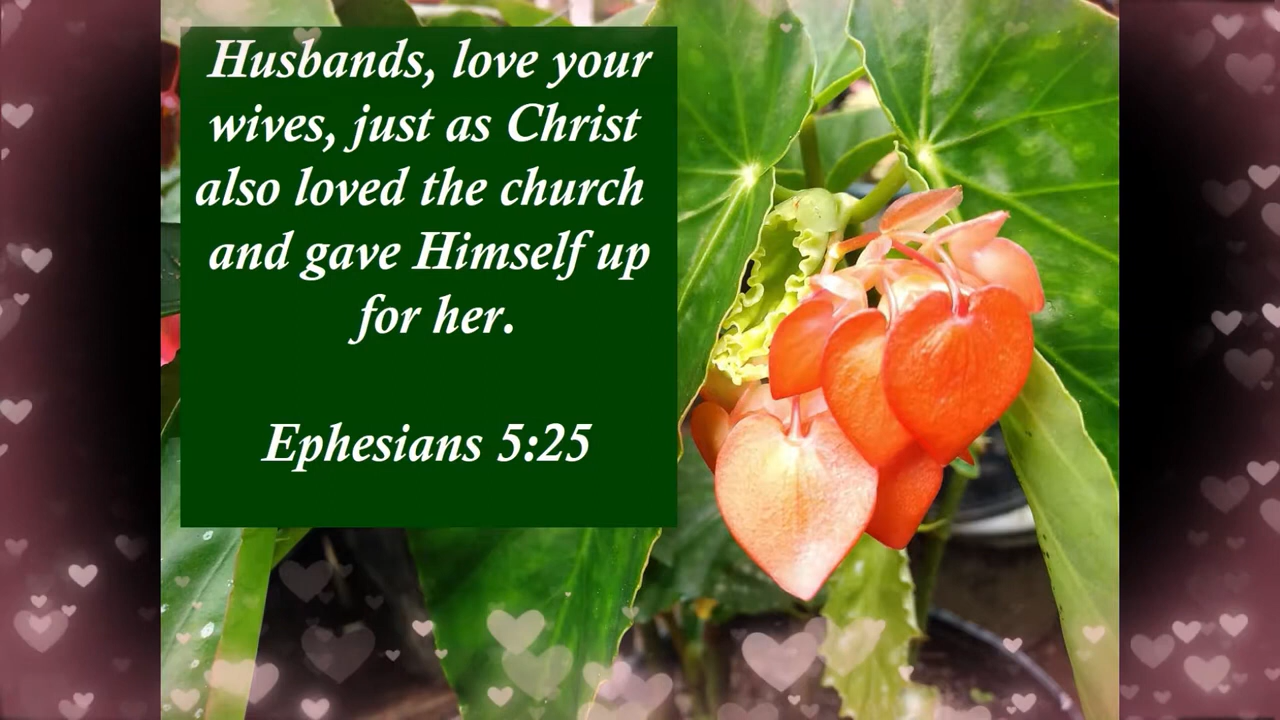 Husbands, love your
wives, just as Christ
also loved the church
and gave Himself up
for her.
Ephesians 5:25